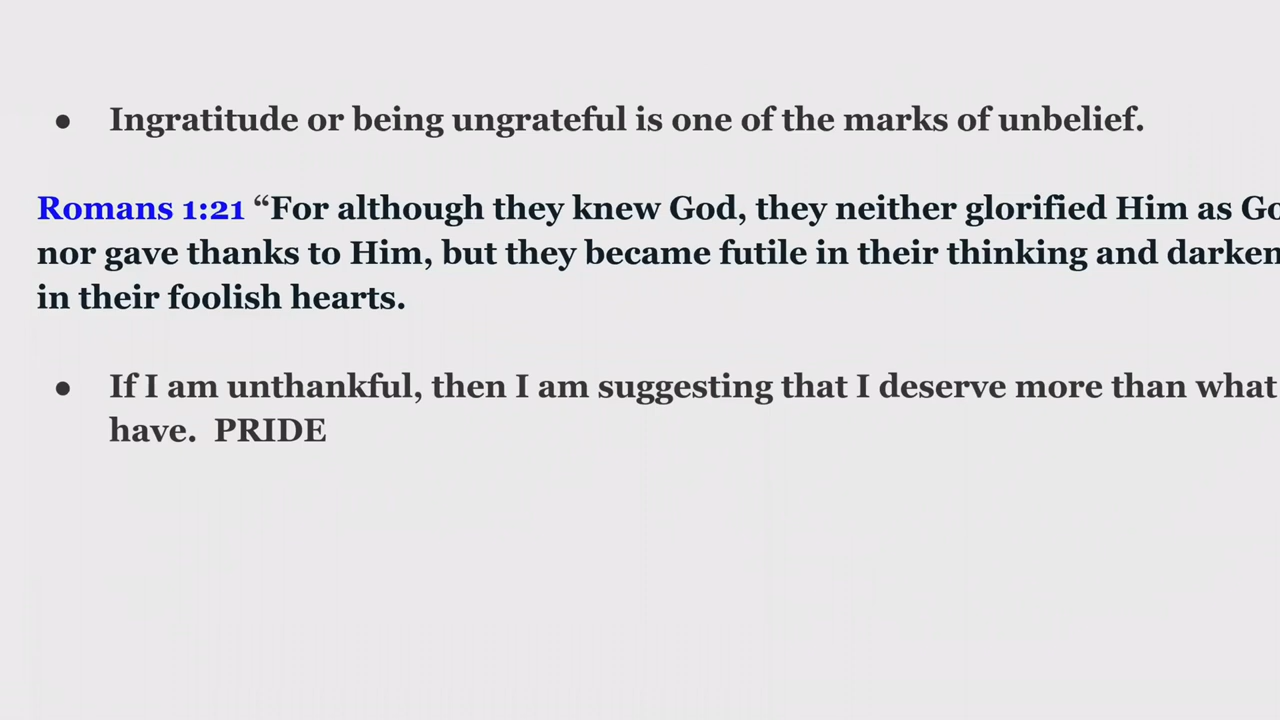 ● Ingratitude or being ungrateful is one of the marks of unbelief.
Romans 1:21 “For although they knew God, they neither glorified Him as Go
nor gave thanks to Him, but they became futile in their thinking and darken
in their foolish hearts.
● If I am unthankful, then I am suggesting that I deserve more than what
have.  PRIDE